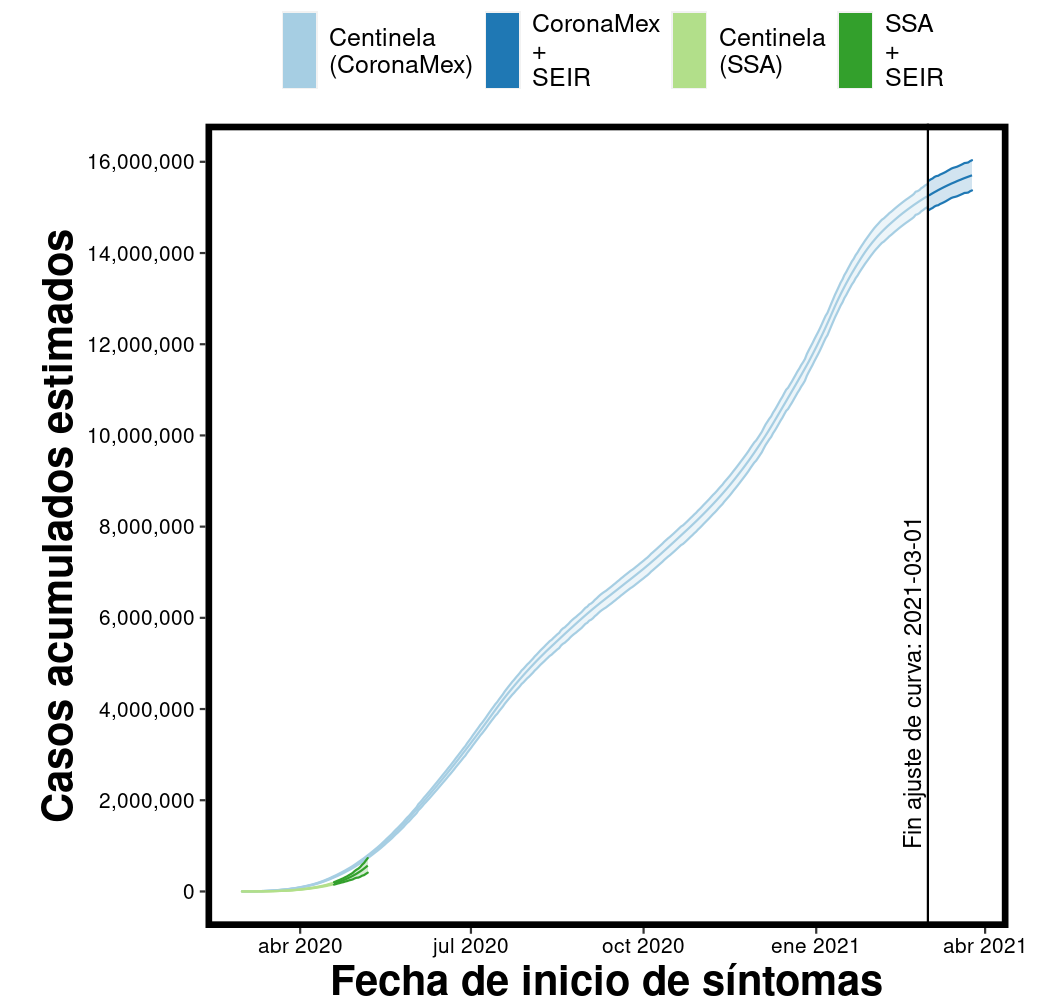 Centinela
(CoronaMex)
CoronaMex
+
SEIR
Centinela
(SSA)
SSA
+
SEIR
Casos acumulados estimados
16,000,000
14,000,000
12,000,000
10,000,000
8,000,000
6,000,000
4,000,000
2,000,000
0
Fin ajuste de curva: 2021-03-01
abr 2020
jul 2020
oct 2020
ene 2021
abr 2021
Fecha de inicio de síntomas